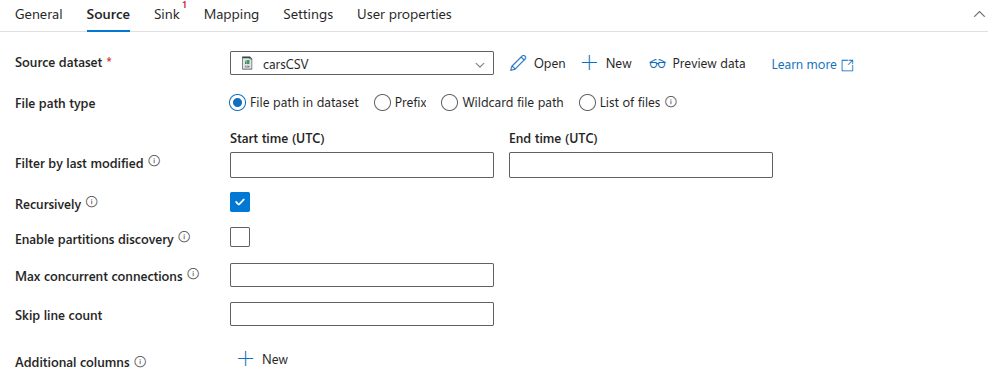 General Source Sink 1 Mapping Settings User properties
Source dataset * carsCSV Open New Preview data Learn more
File path type File path in dataset Prefix Wildcard file path List of files
Start time (UTC) End time (UTC)
Filter by last modified
Recursively
Enable partitions discovery
Max concurrent connections
Skip line count
Additional columns New